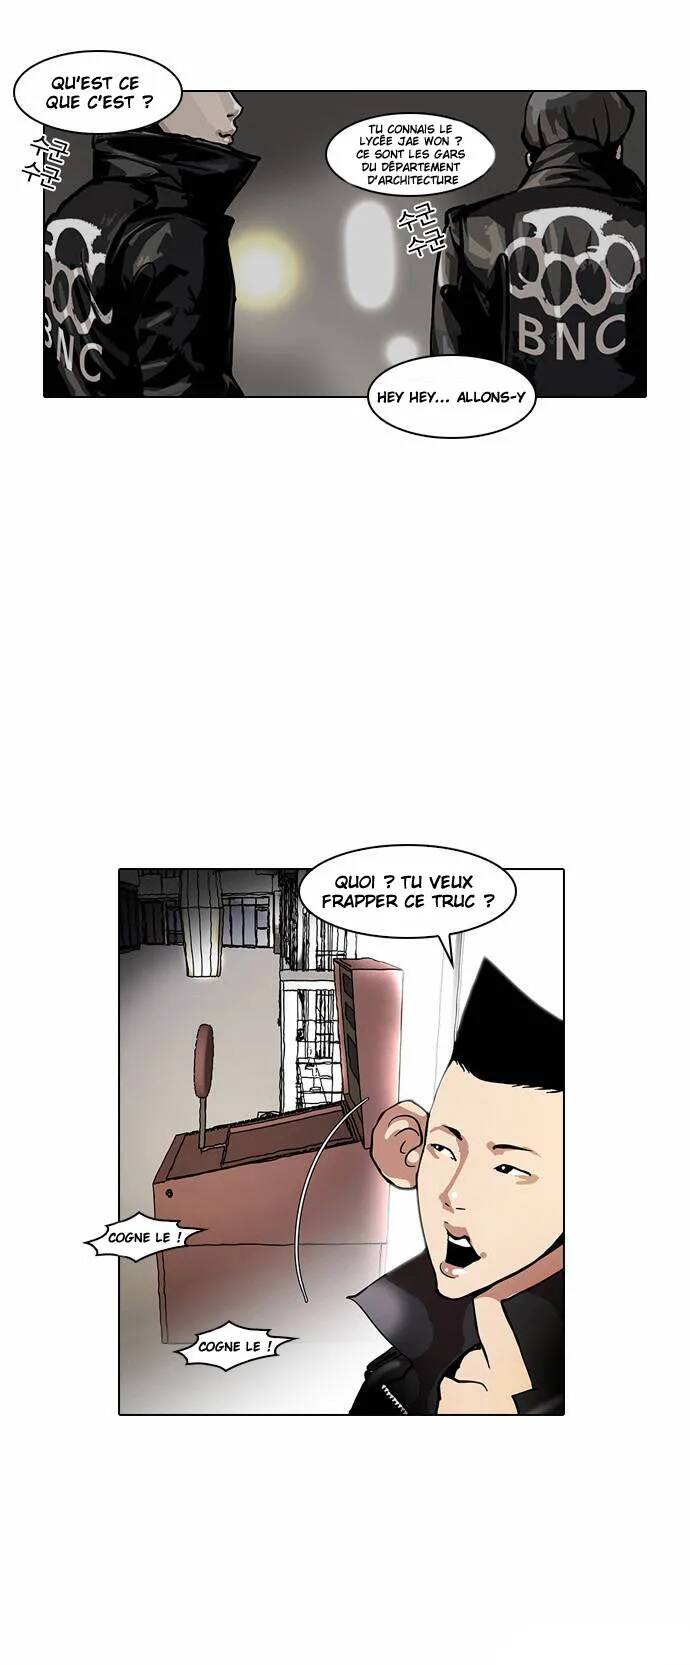 QU'EST CE
QUE C'EST ?
수군
수군
TU CONNAIS LE
LYCÉE JAE WON ?
CE SONT LES GARS
DU DÉPARTEMENT
D'ARCHITECTURE
수군
수군
BNC
BNC
HEY HEY... ALLONS-Y
QUOI ? TU VEUX
FRAPPER CE TRUC ?
COGNE LE !
COGNE LE !